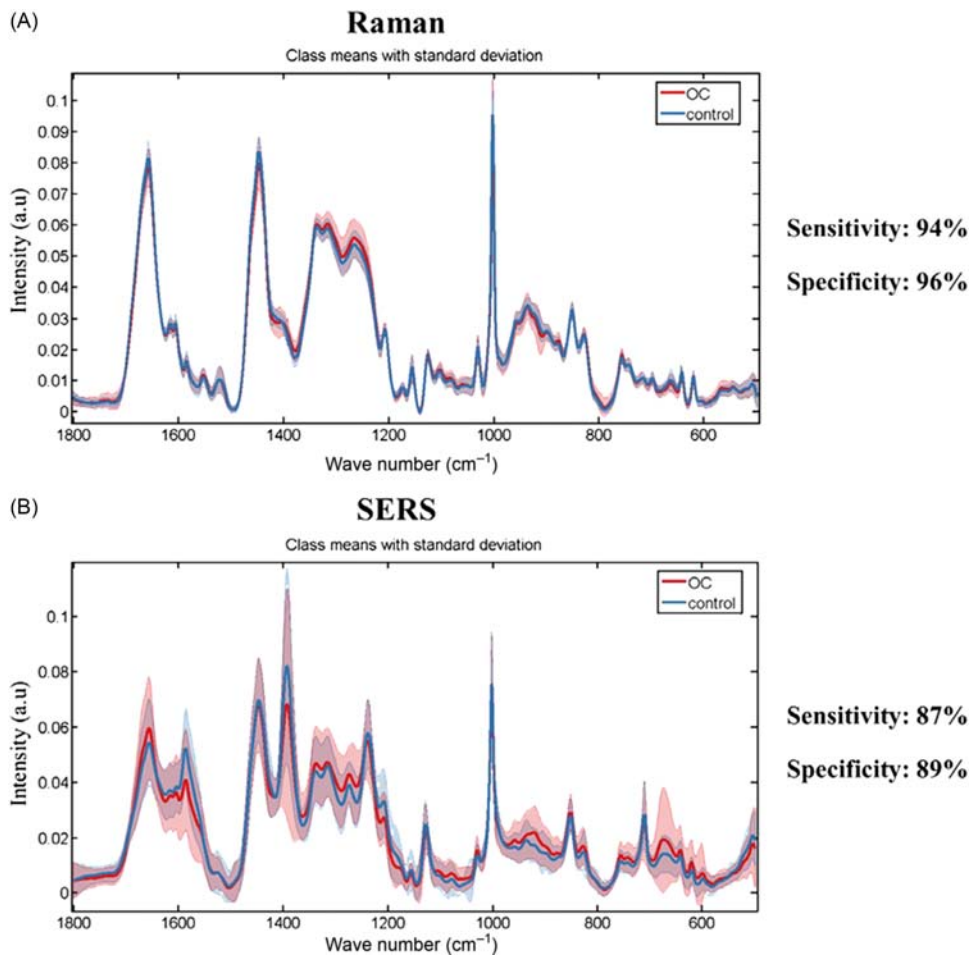 (A)
Raman
Class means with standard deviation
OC
control
0.1
0.09
0.08
0.07
0.06
0.05
0.04
0.03
0.02
0.01
0
Intensity (a.u)
1800 1600 1400 1200 1000 800 600
Wave number (cm⁻¹)
Sensitivity: 94%
Specificity: 96%
(B)
SERS
Class means with standard deviation
OC
control
0.1
0.08
0.06
0.04
0.02
0
Intensity (a.u)
1800 1600 1400 1200 1000 800 600
Wave number (cm⁻¹)
Sensitivity: 87%
Specificity: 89%